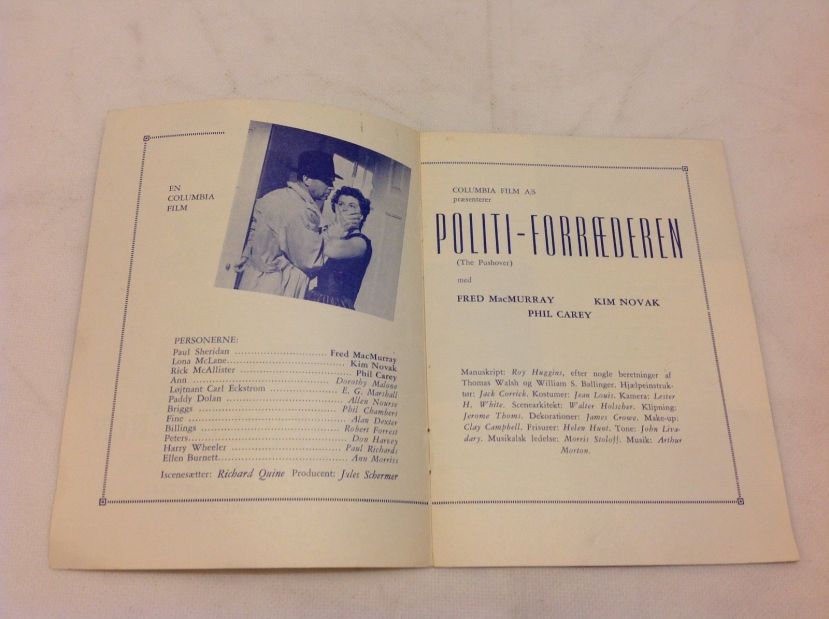 EN
COLUMBIA
FILM
PERSONERNE:
Paul Sheridan ........................ Fred MacMurray
Lona McLane........................ Kim Novak
Rick McAllister ........................ Phil Carey
Ann ........................ Dorothy Malone
Løjtnant Carl Eckstrom ........................ E. G. Marshall
Paddy Dolan ........................ Allen Nourse
Briggs ........................ Phil Chambers
Fine ........................ Alan Dexter
Billings ........................ Robert Forrest
Peters........................ Don Harvey
Harry Wheeler ........................ Paul Richards
Ellen Burnett........................ Ann Morriss
Iscenesætter: Richard Quine Producent: Jules Schermer
COLUMBIA FILM A/S
præsenterer
POLITI-FORRÆDEREN
(The Pushover)
med
FRED MacMURRAY KIM NOVAK
PHIL CAREY
Manuskript: Roy Huggins, efter nogle beretninger af
Thomas Walsh og William S. Ballinger. Hjælpeinstruk-
tør: Jack Corrick. Kostumer: Jean Louis. Kamera: Lester
H. White. Scenearkitekt: Walter Holscher. Klipning:
Jerome Thoms. Dekorationer: James Crowe. Make-up:
Clay Campbell. Frisurer: Helen Hunt. Tone: John Liva-
dary. Musikalsk ledelse: Morris Stoloff. Musik: Arthur
Morton.